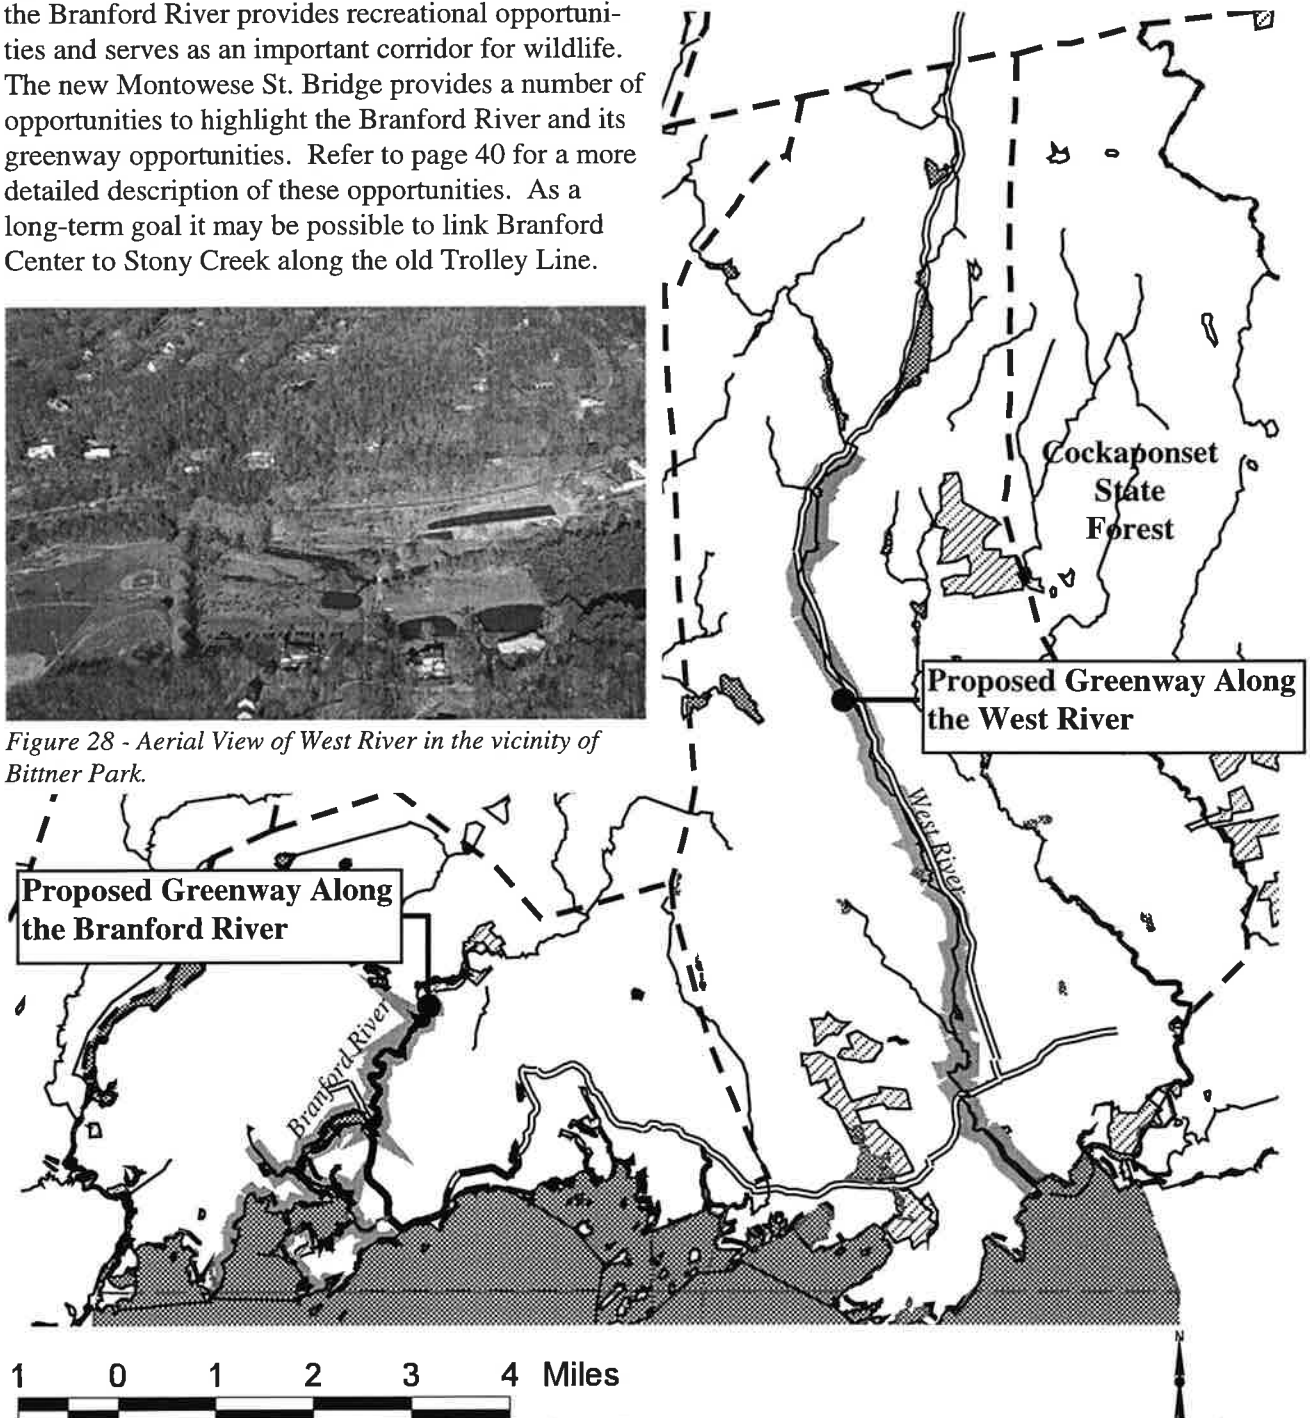 the Branford River provides recreational opportuni-
ties and serves as an important corridor for wildlife.
The new Montowese St. Bridge provides a number of
opportunities to highlight the Branford River and its
greenway opportunities.  Refer to page 40 for a more
detailed description of these opportunities.  As a
long-term goal it may be possible to link Branford
Center to Stony Creek along the old Trolley Line.
Figure 28 - Aerial View of West River in the vicinity of
Bittner Park.
Cockaponset
State
Forest
Proposed Greenway Along
the West River
West River
Proposed Greenway Along
the Branford River
Branford River
1 0 1 2 3 4 Miles
N